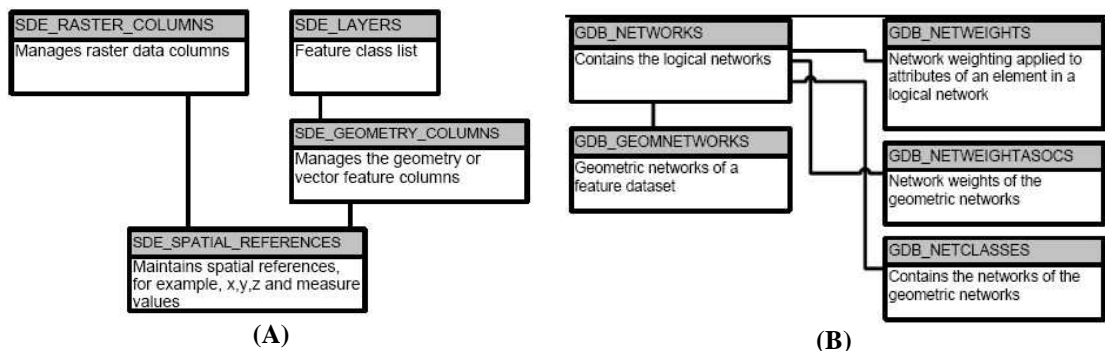 SDE_RASTER_COLUMNS
Manages raster data columns
SDE_LAYERS
Feature class list
SDE_GEOMETRY_COLUMNS
Manages the geometry or
vector feature columns
SDE_SPATIAL_REFERENCES
Maintains spatial references,
for example, x,y,z and measure
values
(A)
GDB_NETWORKS
Contains the logical networks
GDB_GEOMNETWORKS
Geometric networks of a
feature dataset
GDB_NETWEIGHTS
Network weighting applied to
attributes of an element in a
logical network
GDB_NETWEIGHTASOCS
Network weights of the
geometric networks
GDB_NETCLASSES
Contains the networks of the
geometric networks
(B)